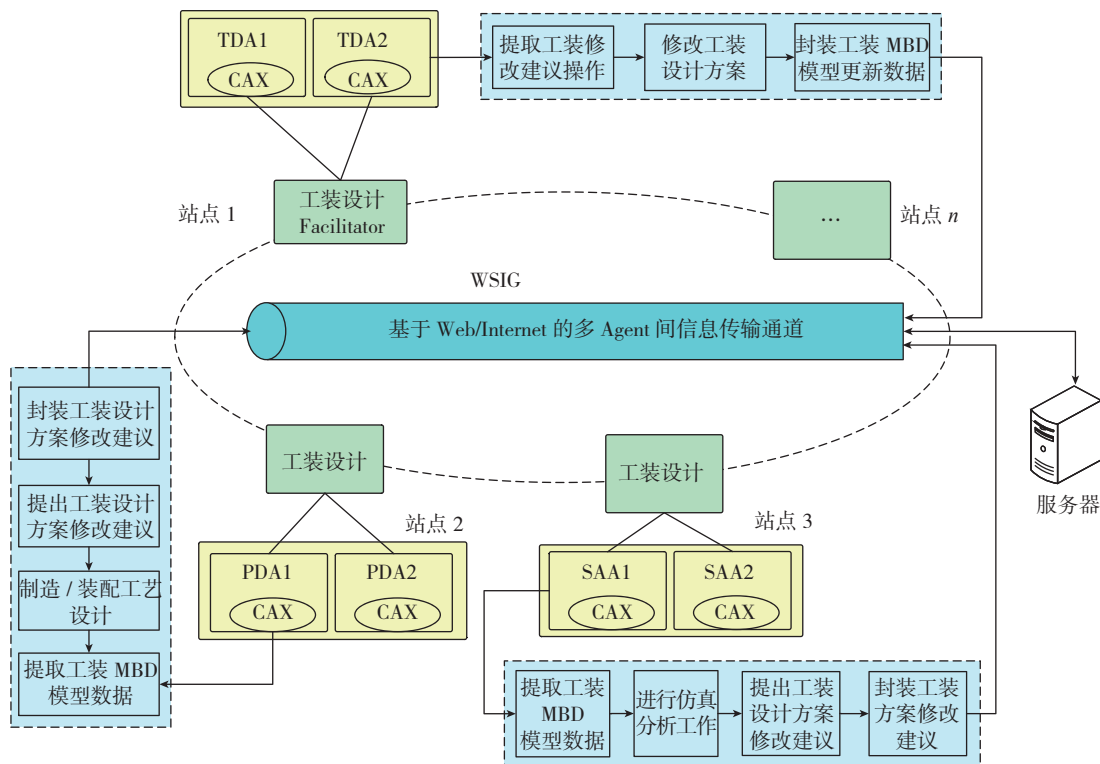 TDA1
CAX
TDA2
CAX
提取工装修
改建议操作
修改工装
设计方案
封装工装 MBD
模型更新数据
站点 1
工装设计
Facilitator
…
站点 n
WSIG
基于 Web/Internet 的多 Agent 间信息传输通道
封装工装设计
方案修改建议
提出工装设计
方案修改建议
制造 / 装配工艺
设计
提取工装 MBD
模型数据
工装设计
站点 2
PDA1
CAX
PDA2
CAX
工装设计
站点 3
SAA1
CAX
SAA2
CAX
服务器
提取工装
MBD
模型数据
进行仿真
分析工作
提出工装
设计方案
修改建议
封装工装
方案修改
建议